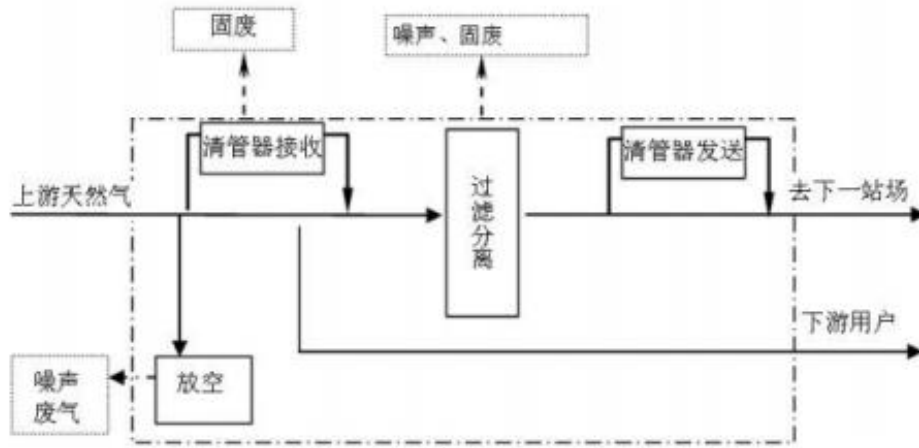 固废
噪声、固废
清管器接收
清管器发送
上游天然气
过滤分离
去下一站场
下游用户
放空
噪声
废气